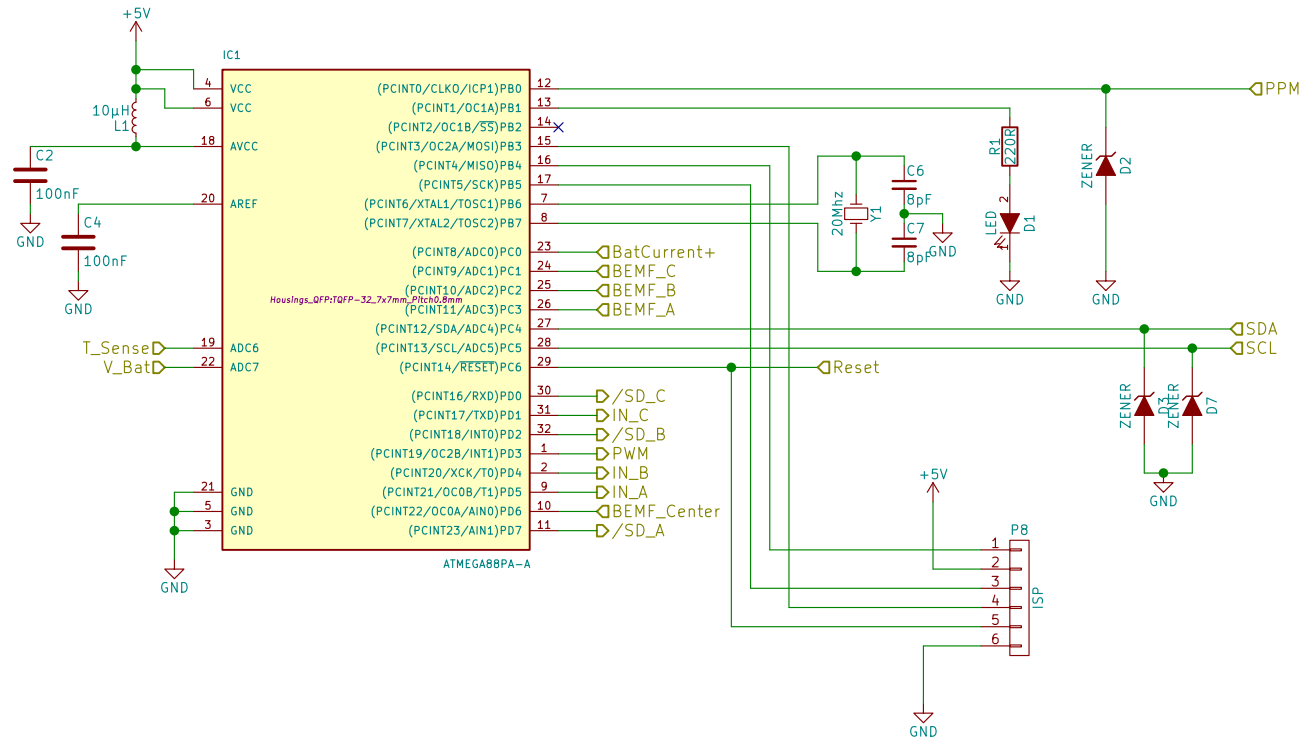 +5V
IC1
4 VCC
6 VCC
10µH
L1
18 AVCC
C2
100nF
GND
20 AREF
C4
100nF
GND
Housings_QFP:TQFP-32_7x7mm_Pitch0.8mm
T_Sense 19 ADC6
V_Bat 22 ADC7
21 GND
5 GND
3 GND
GND
ATMEGA88PA-A
(PCINT0/CLKO/ICP1)PB0 12
(PCINT1/OC1A)PB1 13
(PCINT2/OC1B/SS)PB2 14
(PCINT3/OC2A/MOSI)PB3 15
(PCINT4/MISO)PB4 16
(PCINT5/SCK)PB5 17
(PCINT6/XTAL1/TOSC1)PB6 7
(PCINT7/XTAL2/TOSC2)PB7 8
(PCINT8/ADC0)PC0 23 BatCurrent+
(PCINT9/ADC1)PC1 24 BEMF_C
(PCINT10/ADC2)PC2 25 BEMF_B
(PCINT11/ADC3)PC3 26 BEMF_A
(PCINT12/SDA/ADC4)PC4 27
(PCINT13/SCL/ADC5)PC5 28
(PCINT14/RESET)PC6 29 Reset
(PCINT16/RXD)PD0 30 /SD_C
(PCINT17/TXD)PD1 31 IN_C
(PCINT18/INT0)PD2 32 /SD_B
(PCINT19/OC2B/INT1)PD3 1 PWM
(PCINT20/XCK/T0)PD4 2 IN_B
(PCINT21/OC0B/T1)PD5 9 IN_A
(PCINT22/OC0A/AIN0)PD6 10 BEMF_Center
(PCINT23/AIN1)PD7 11 /SD_A
20Mhz
Y1
C6
8pF
C7
8pF
GND
R1
220R
2
LED
D1
1
GND
PPM
ZENER
D2
GND
SDA
SCL
ZENER
D3
ZENER
D7
GND
+5V
P8
1
2
3
4
5
6
ISP
GND